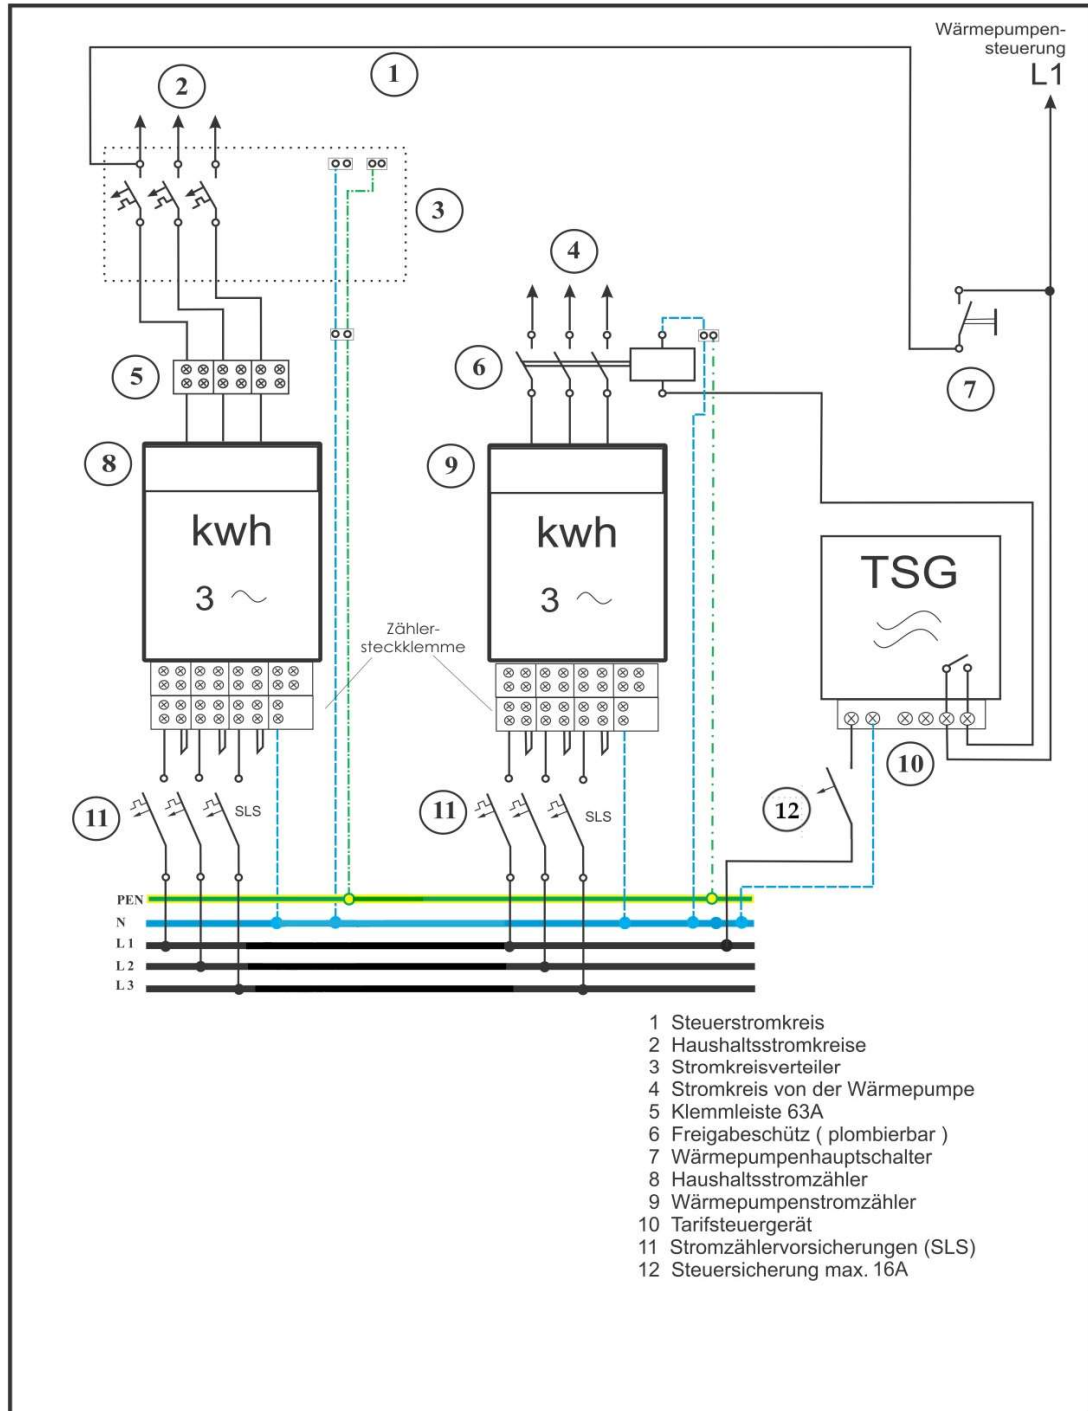 Wärmepumpen-
steuerung
L1
1
2
3
4
5
6
7
8
9
kwh
3
kwh
3
TSG
Zähler-
steckklemme
10
11
SLS
11
SLS
12
PEN
N
L 1
L 2
L 3
1 Steuerstromkreis
2 Haushaltsstromkreise
3 Stromkreisverteiler
4 Stromkreis von der Wärmepumpe
5 Klemmleiste 63A
6 Freigabeschütz ( plombierbar )
7 Wärmepumpenhauptschalter
8 Haushaltsstromzähler
9 Wärmepumpenstromzähler
10 Tarifsteuergerät
11 Stromzählervorsicherungen (SLS)
12 Steuersicherung max. 16A